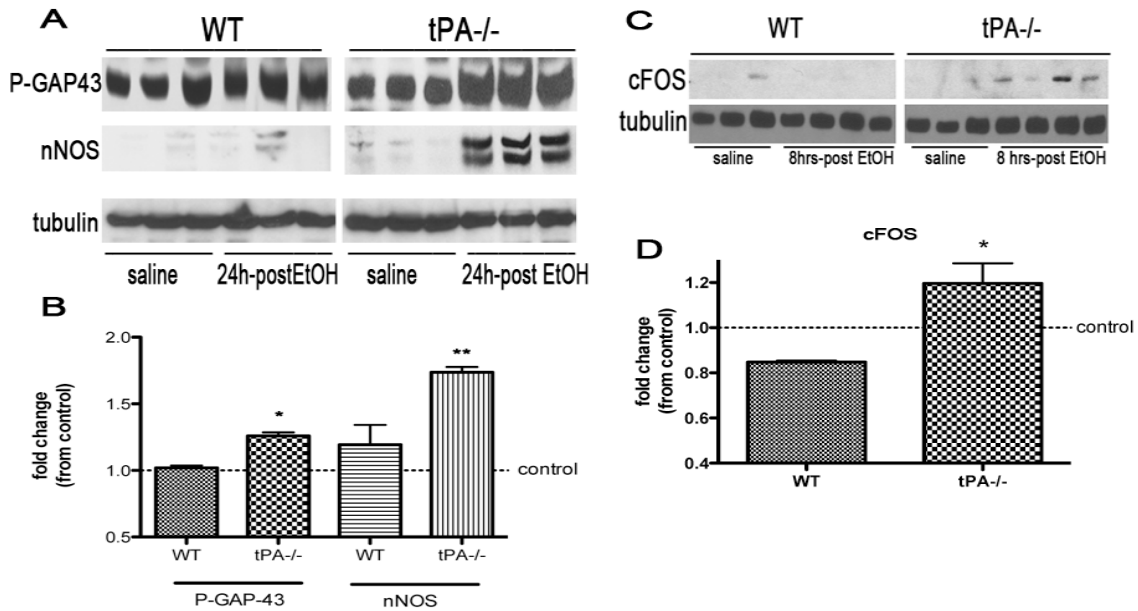 A
WT tPA-/-
P-GAP43
nNOS
tubulin
saline 24h-postEtOH saline 24h-post EtOH
B
fold change
(from control)
2.0
**
1.5
*
1.0
control
0.5
WT tPA-/- WT tPA-/-
P-GAP-43 nNOS
C
WT tPA-/-
cFOS
tubulin
saline 8hrs-post EtOH saline 8 hrs-post EtOH
D
cFOS
*
fold change
(from control)
1.2
1.0
control
0.8
0.6
0.4
WT tPA-/-